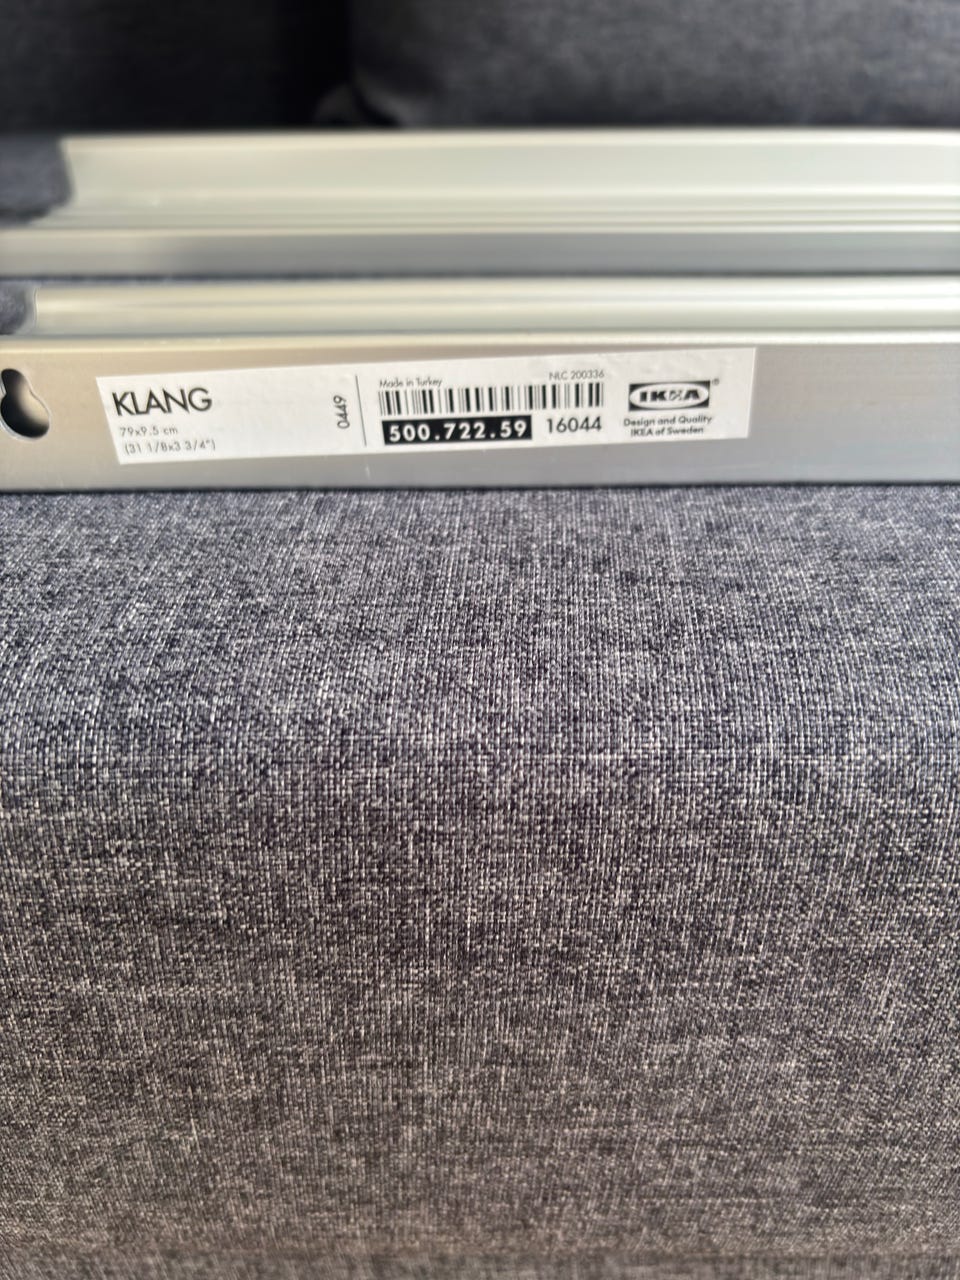 KLANG
79x9.5 cm
(31 1/8x3 3/4")
0449
Made in Turkey
NLC 200336
500.722.59 16044
IKEA®
Design and Quality
IKEA of Sweden